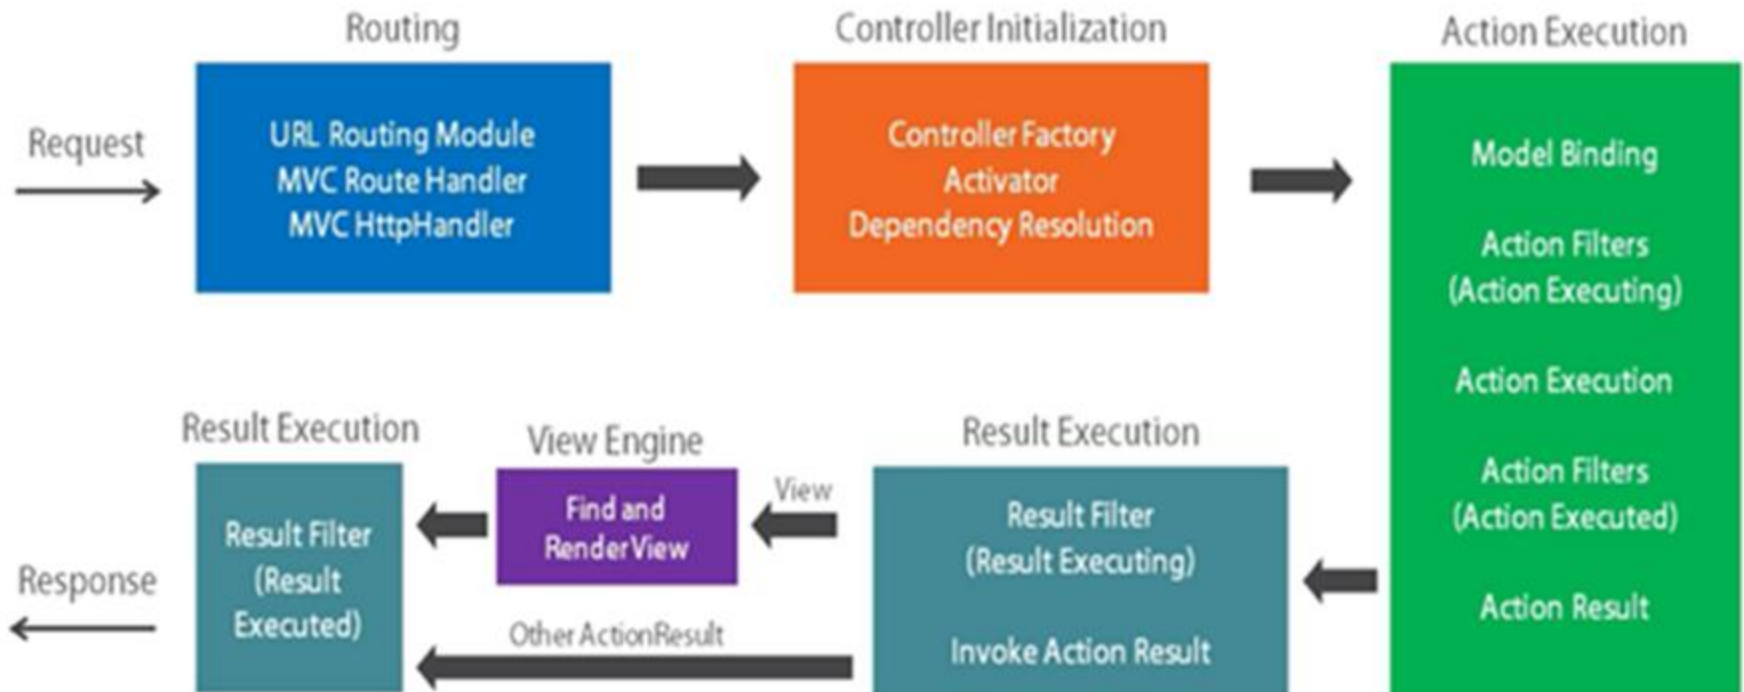 Routing
Controller Initialization
Action Execution
Request
URL Routing Module
MVC Route Handler
MVC HttpHandler
Controller Factory
Activator
Dependency Resolution
Model Binding
Action Filters
(Action Executing)
Action Execution
Action Filters
(Action Executed)
Action Result
Result Execution
Result Filter
(Result Executing)
Invoke Action Result
View
View Engine
Find and
Render View
Other ActionResult
Result Execution
Result Filter
(Result
Executed)
Response